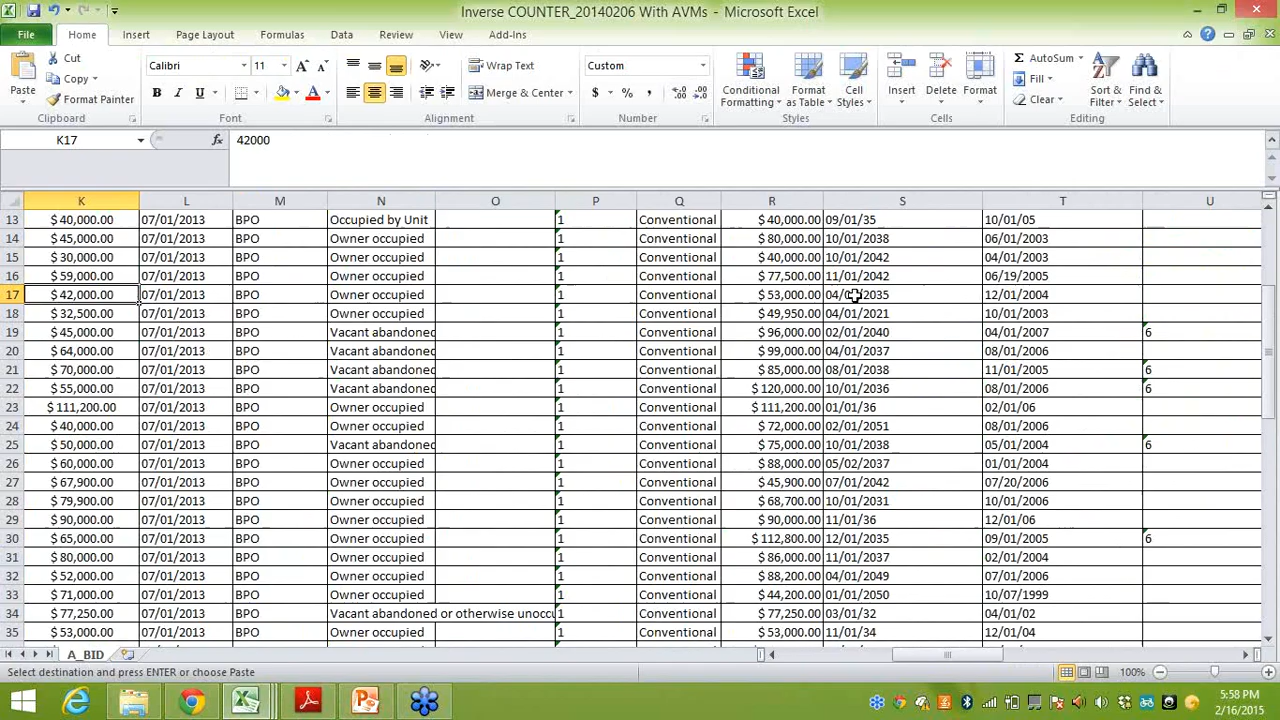 Inverse COUNTER_20140206 With AVMs - Microsoft Excel
File Home Insert Page Layout Formulas Data Review View Add-Ins
Cut
Copy
Format Painter
Paste
Clipboard
Calibri 11
B I U
Font
Wrap Text
Merge & Center
Alignment
Custom
$ % ,
Number
Conditional Formatting
Format as Table
Cell Styles
Styles
Insert Delete Format
Cells
AutoSum
Fill
Clear
Sort & Filter
Find & Select
Editing
K17 fx 42000
K L M N O P Q R S T U
13 $ 40,000.00 07/01/2013 BPO Occupied by Unit 1 Conventional $ 40,000.00 09/01/35 10/01/05
14 $ 45,000.00 07/01/2013 BPO Owner occupied 1 Conventional $ 80,000.00 10/01/2038 06/01/2003
15 $ 30,000.00 07/01/2013 BPO Owner occupied 1 Conventional $ 40,000.00 10/01/2042 04/01/2003
16 $ 59,000.00 07/01/2013 BPO Owner occupied 1 Conventional $ 77,500.00 11/01/2042 06/19/2005
17 $ 42,000.00 07/01/2013 BPO Owner occupied 1 Conventional $ 53,000.00 04/01/2035 12/01/2004
18 $ 32,500.00 07/01/2013 BPO Owner occupied 1 Conventional $ 49,950.00 04/01/2021 10/01/2003
19 $ 45,000.00 07/01/2013 BPO Vacant abandoned 1 Conventional $ 96,000.00 02/01/2040 04/01/2007 6
20 $ 64,000.00 07/01/2013 BPO Vacant abandoned 1 Conventional $ 99,000.00 04/01/2037 08/01/2006
21 $ 70,000.00 07/01/2013 BPO Vacant abandoned 1 Conventional $ 85,000.00 08/01/2038 11/01/2005 6
22 $ 55,000.00 07/01/2013 BPO Vacant abandoned 1 Conventional $ 120,000.00 10/01/2036 08/01/2006 6
23 $ 111,200.00 07/01/2013 BPO Owner occupied 1 Conventional $ 111,200.00 01/01/36 02/01/06
24 $ 40,000.00 07/01/2013 BPO Owner occupied 1 Conventional $ 72,000.00 02/01/2051 08/01/2006
25 $ 50,000.00 07/01/2013 BPO Vacant abandoned 1 Conventional $ 75,000.00 10/01/2038 05/01/2004 6
26 $ 60,000.00 07/01/2013 BPO Owner occupied 1 Conventional $ 88,000.00 05/02/2037 01/01/2004
27 $ 67,900.00 07/01/2013 BPO Owner occupied 1 Conventional $ 45,900.00 07/01/2042 07/20/2006
28 $ 79,900.00 07/01/2013 BPO Owner occupied 1 Conventional $ 68,700.00 10/01/2031 10/01/2006
29 $ 90,000.00 07/01/2013 BPO Owner occupied 1 Conventional $ 90,000.00 11/01/36 12/01/06
30 $ 65,000.00 07/01/2013 BPO Owner occupied 1 Conventional $ 112,800.00 12/01/2035 09/01/2005 6
31 $ 80,000.00 07/01/2013 BPO Owner occupied 1 Conventional $ 86,000.00 11/01/2037 02/01/2004
32 $ 52,000.00 07/01/2013 BPO Owner occupied 1 Conventional $ 88,200.00 04/01/2049 07/01/2006
33 $ 71,000.00 07/01/2013 BPO Owner occupied 1 Conventional $ 44,200.00 01/01/2050 10/07/1999
34 $ 77,250.00 07/01/2013 BPO Vacant abandoned or otherwise unocc 1 Conventional $ 77,250.00 03/01/32 04/01/02
35 $ 53,000.00 07/01/2013 BPO Owner occupied 1 Conventional $ 53,000.00 11/01/34 12/01/04
A_BID
Select destination and press ENTER or choose Paste 100%
5:58 PM
2/16/2015